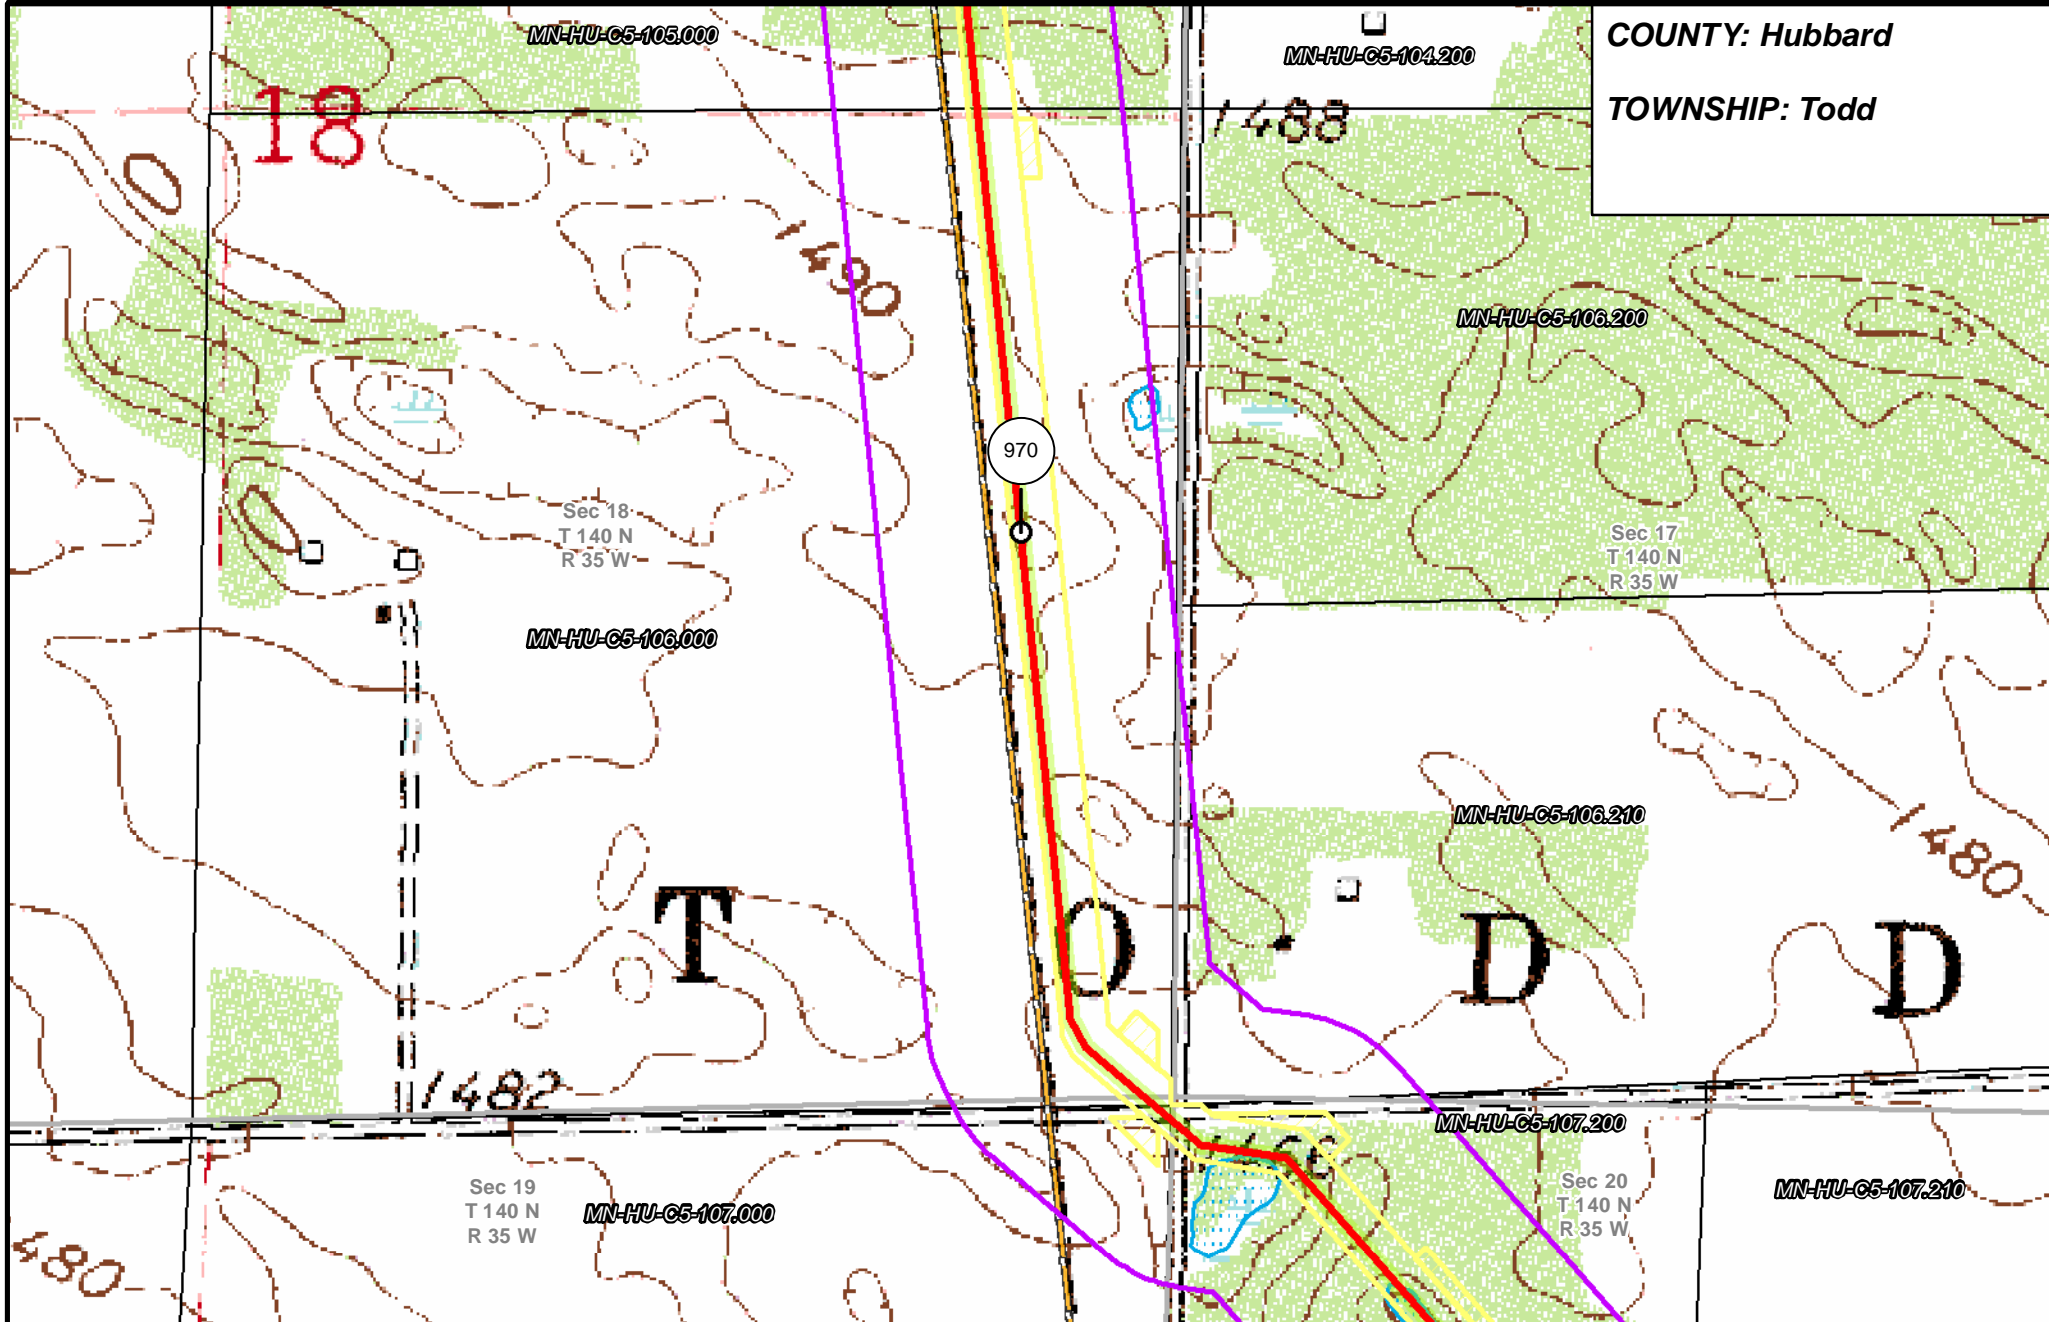 MN-HU-C5-105.000
MN-HU-C5-104.200
COUNTY: Hubbard
TOWNSHIP: Todd
18
1488
1490
MN-HU-C5-106.200
970
Sec 18
T 140 N
R 35 W
Sec 17
T 140 N
R 35 W
MN-HU-C5-106.000
MN-HU-C5-106.210
1480
T O D D
1482
MN-HU-C5-107.200
Sec 19
T 140 N
R 35 W
MN-HU-C5-107.000
Sec 20
T 140 N
R 35 W
MN-HU-C5-107.210
480